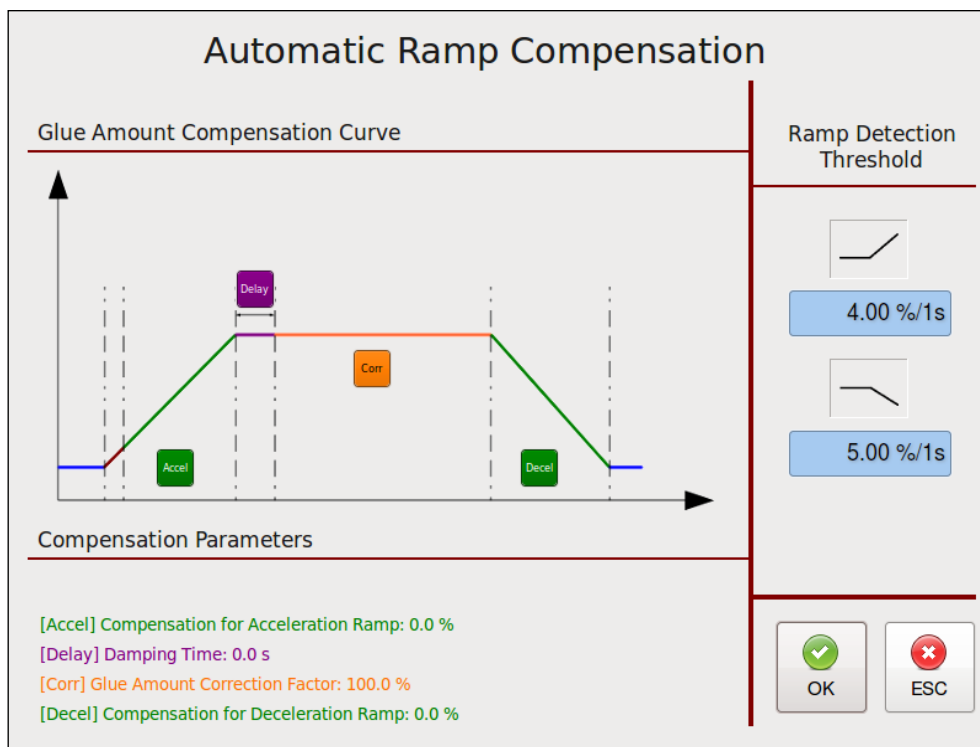 Automatic Ramp Compensation
Glue Amount Compensation Curve
Delay
Corr
Accel
Decel
Compensation Parameters
[Accel] Compensation for Acceleration Ramp: 0.0 %
[Delay] Damping Time: 0.0 s
[Corr] Glue Amount Correction Factor: 100.0 %
[Decel] Compensation for Deceleration Ramp: 0.0 %
Ramp Detection
Threshold
4.00 %/1s
5.00 %/1s
OK
ESC